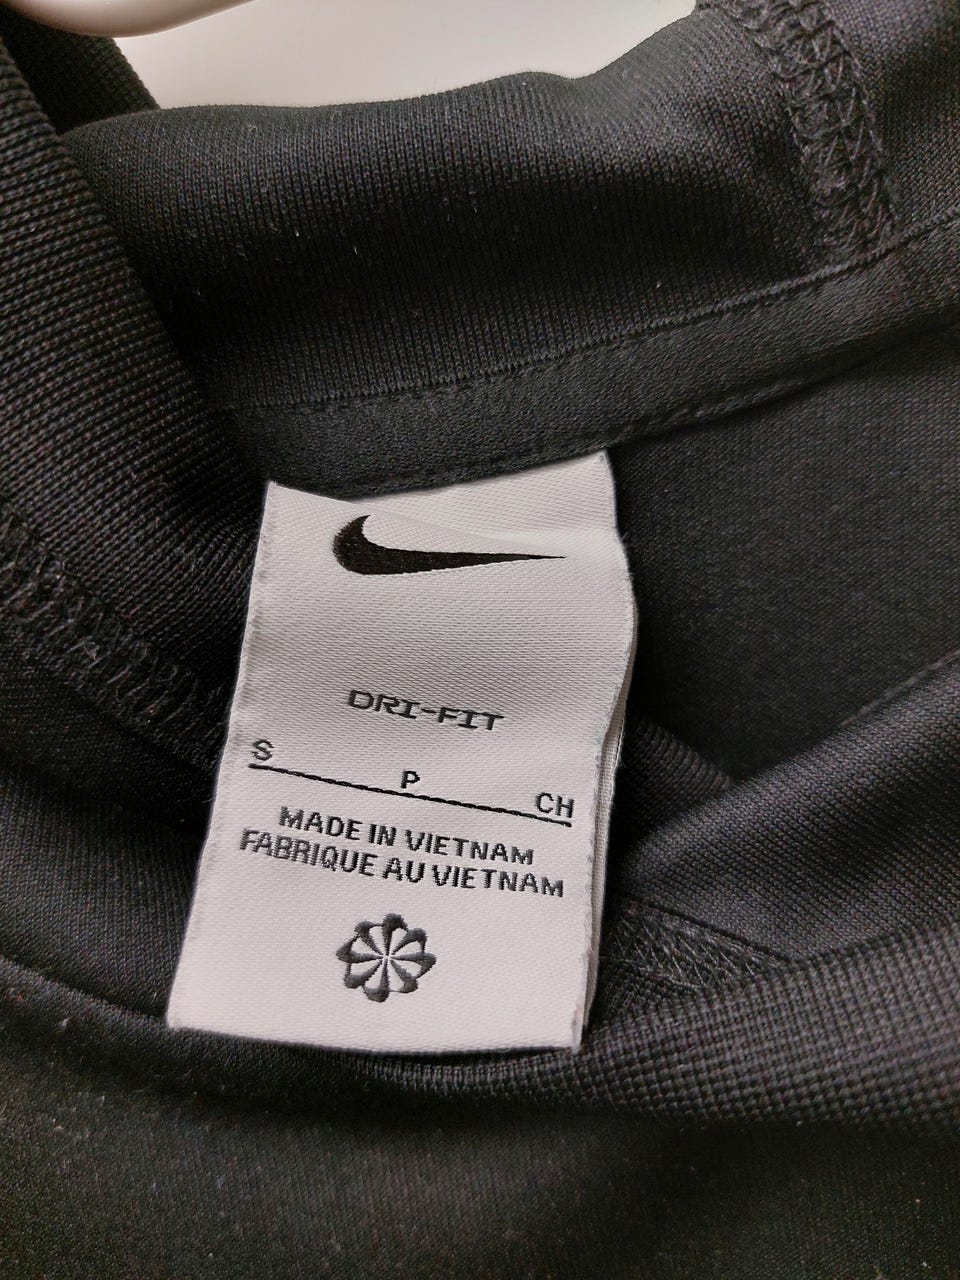 DRI-FIT
S P CH
MADE IN VIETNAM
FABRIQUE AU VIETNAM